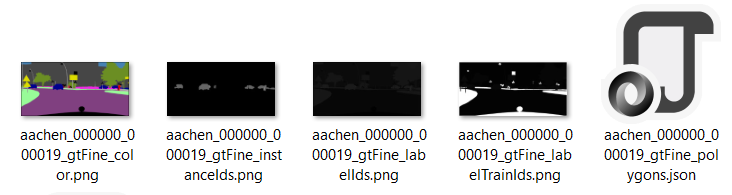 aachen_000000_0
00019_gtFine_col
or.png
aachen_000000_0
00019_gtFine_inst
anceIds.png
aachen_000000_0
00019_gtFine_lab
elIds.png
aachen_000000_0
00019_gtFine_lab
elTrainIds.png
aachen_000000_0
00019_gtFine_pol
ygons.json